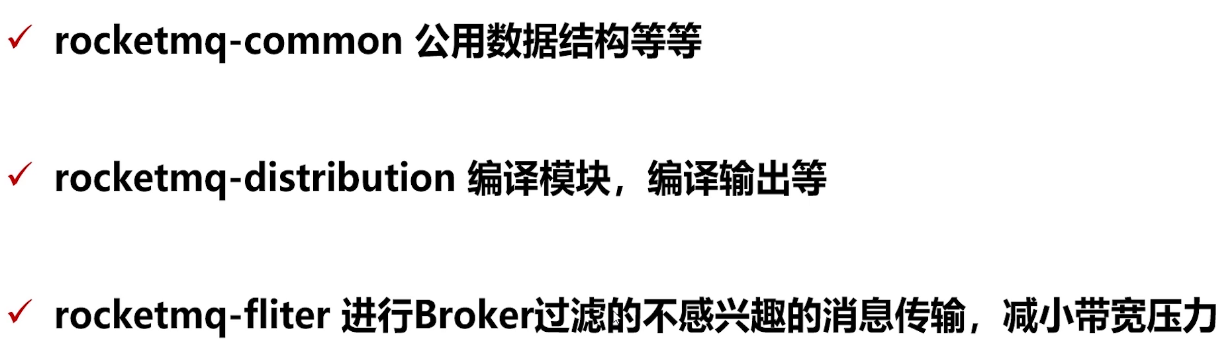 ✓ rocketmq-common 公用数据结构等等
✓ rocketmq-distribution 编译模块，编译输出等
✓ rocketmq-fliter 进行Broker过滤的不感兴趣的消息传输，减小带宽压力